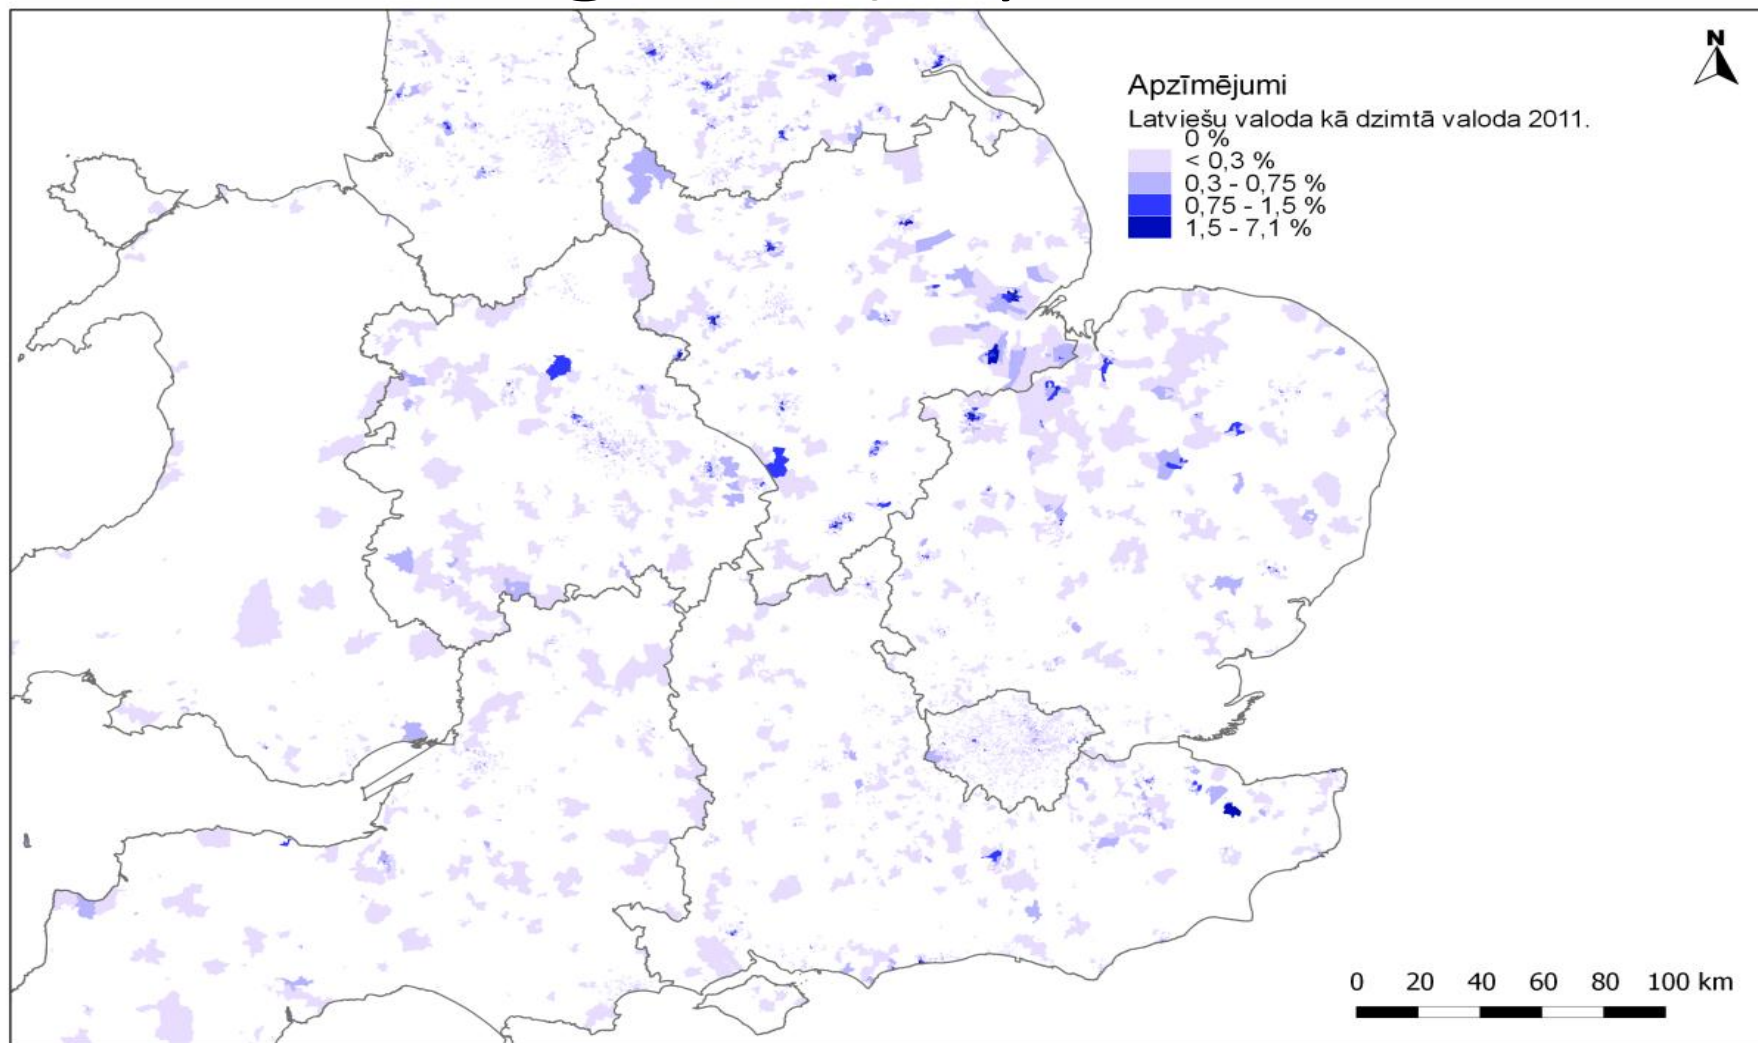 N
Apzīmējumi
Latviešu valoda kā dzimtā valoda 2011.
0 %
< 0,3 %
0,3 - 0,75 %
0,75 - 1,5 %
1,5 - 7,1 %
0 20 40 60 80 100 km